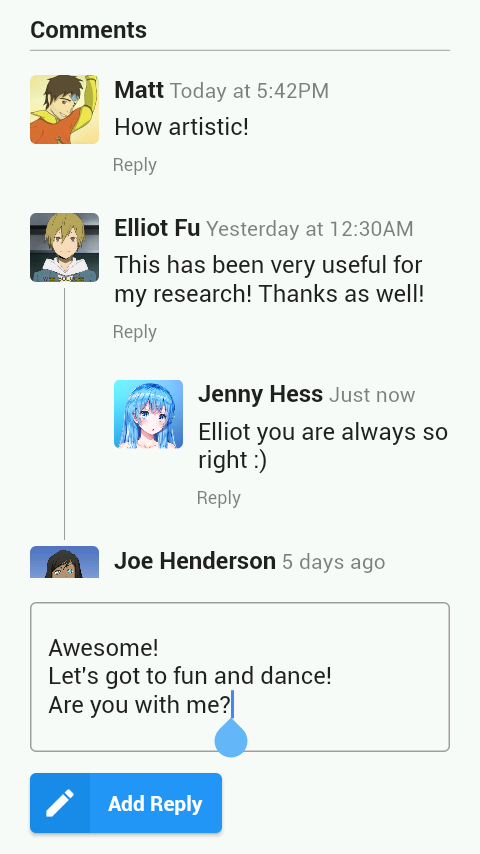 Comments
Matt Today at 5:42PM
How artistic!
Reply
Elliot Fu Yesterday at 12:30AM
This has been very useful for
my research! Thanks as well!
Reply
Jenny Hess Just now
Elliot you are always so
right :)
Reply
Joe Henderson 5 days ago
Awesome!
Let's got to fun and dance!
Are you with me?
Add Reply